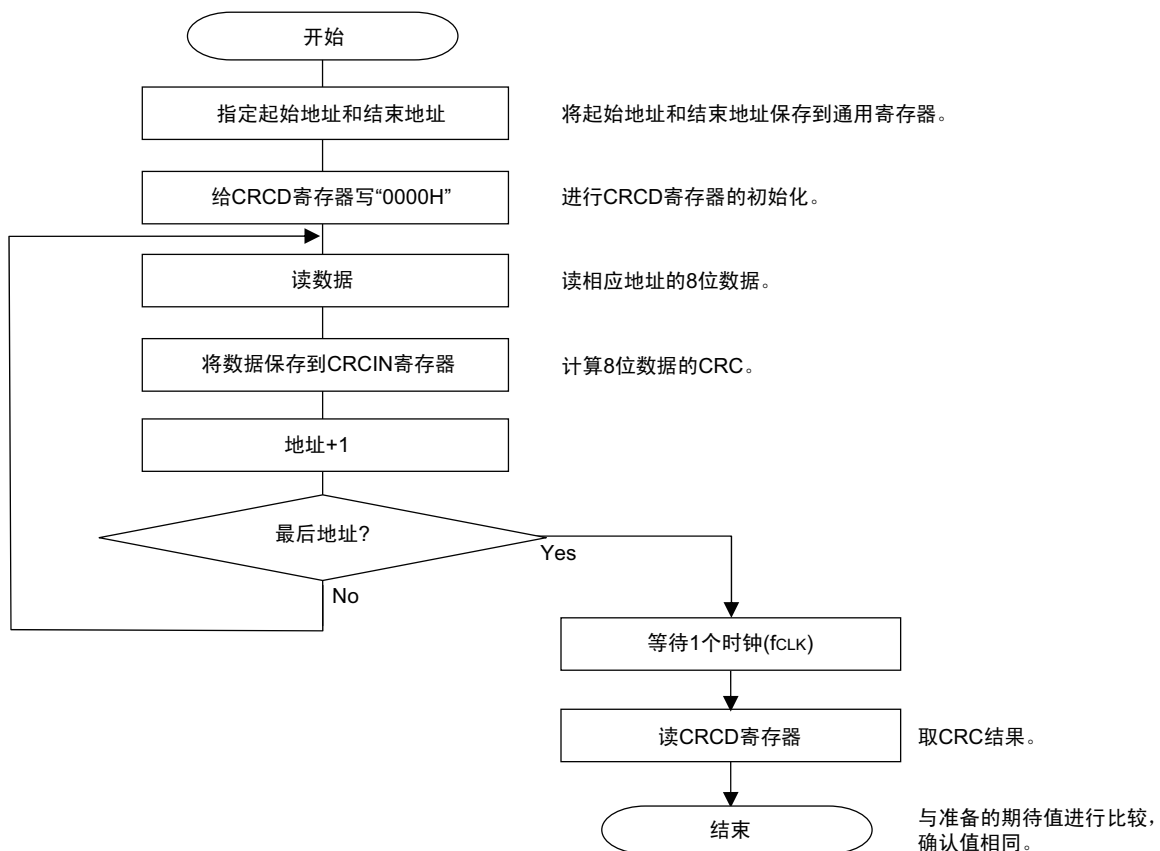 开始
指定起始地址和结束地址
将起始地址和结束地址保存到通用寄存器。
给CRCD寄存器写“0000H”
进行CRCD寄存器的初始化。
读数据
读相应地址的8位数据。
将数据保存到CRCIN寄存器
计算8位数据的CRC。
地址+1
最后地址?
Yes
No
等待1个时钟(fCLK)
读CRCD寄存器
取CRC结果。
结束
与准备的期待值进行比较,
确认值相同。